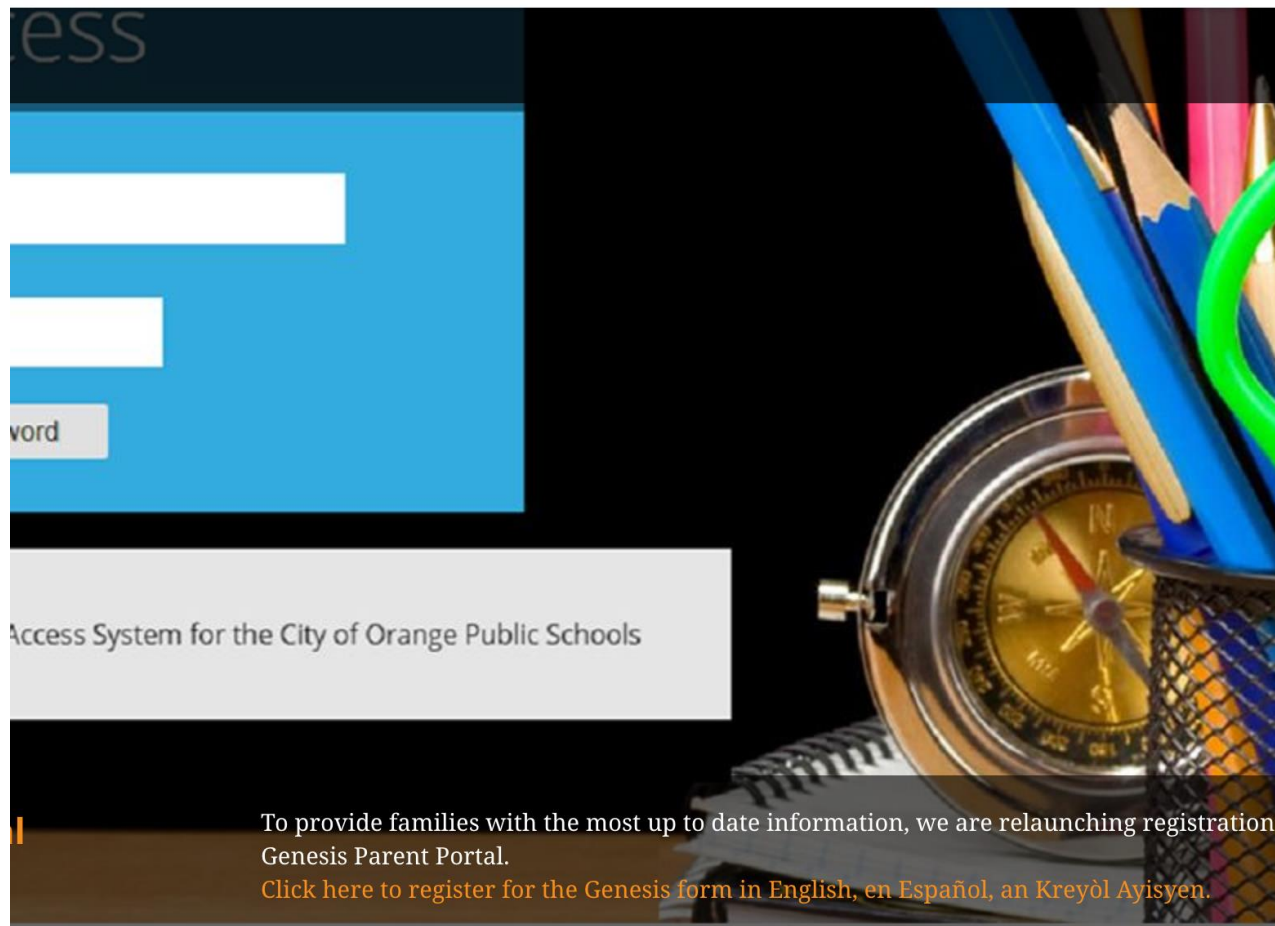 ess
word
Access System for the City of Orange Public Schools
N
W
S
To provide families with the most up to date information, we are relaunching registration
Genesis Parent Portal.
Click here to register for the Genesis form in English, en Español, an Kreyòl Ayisyen.